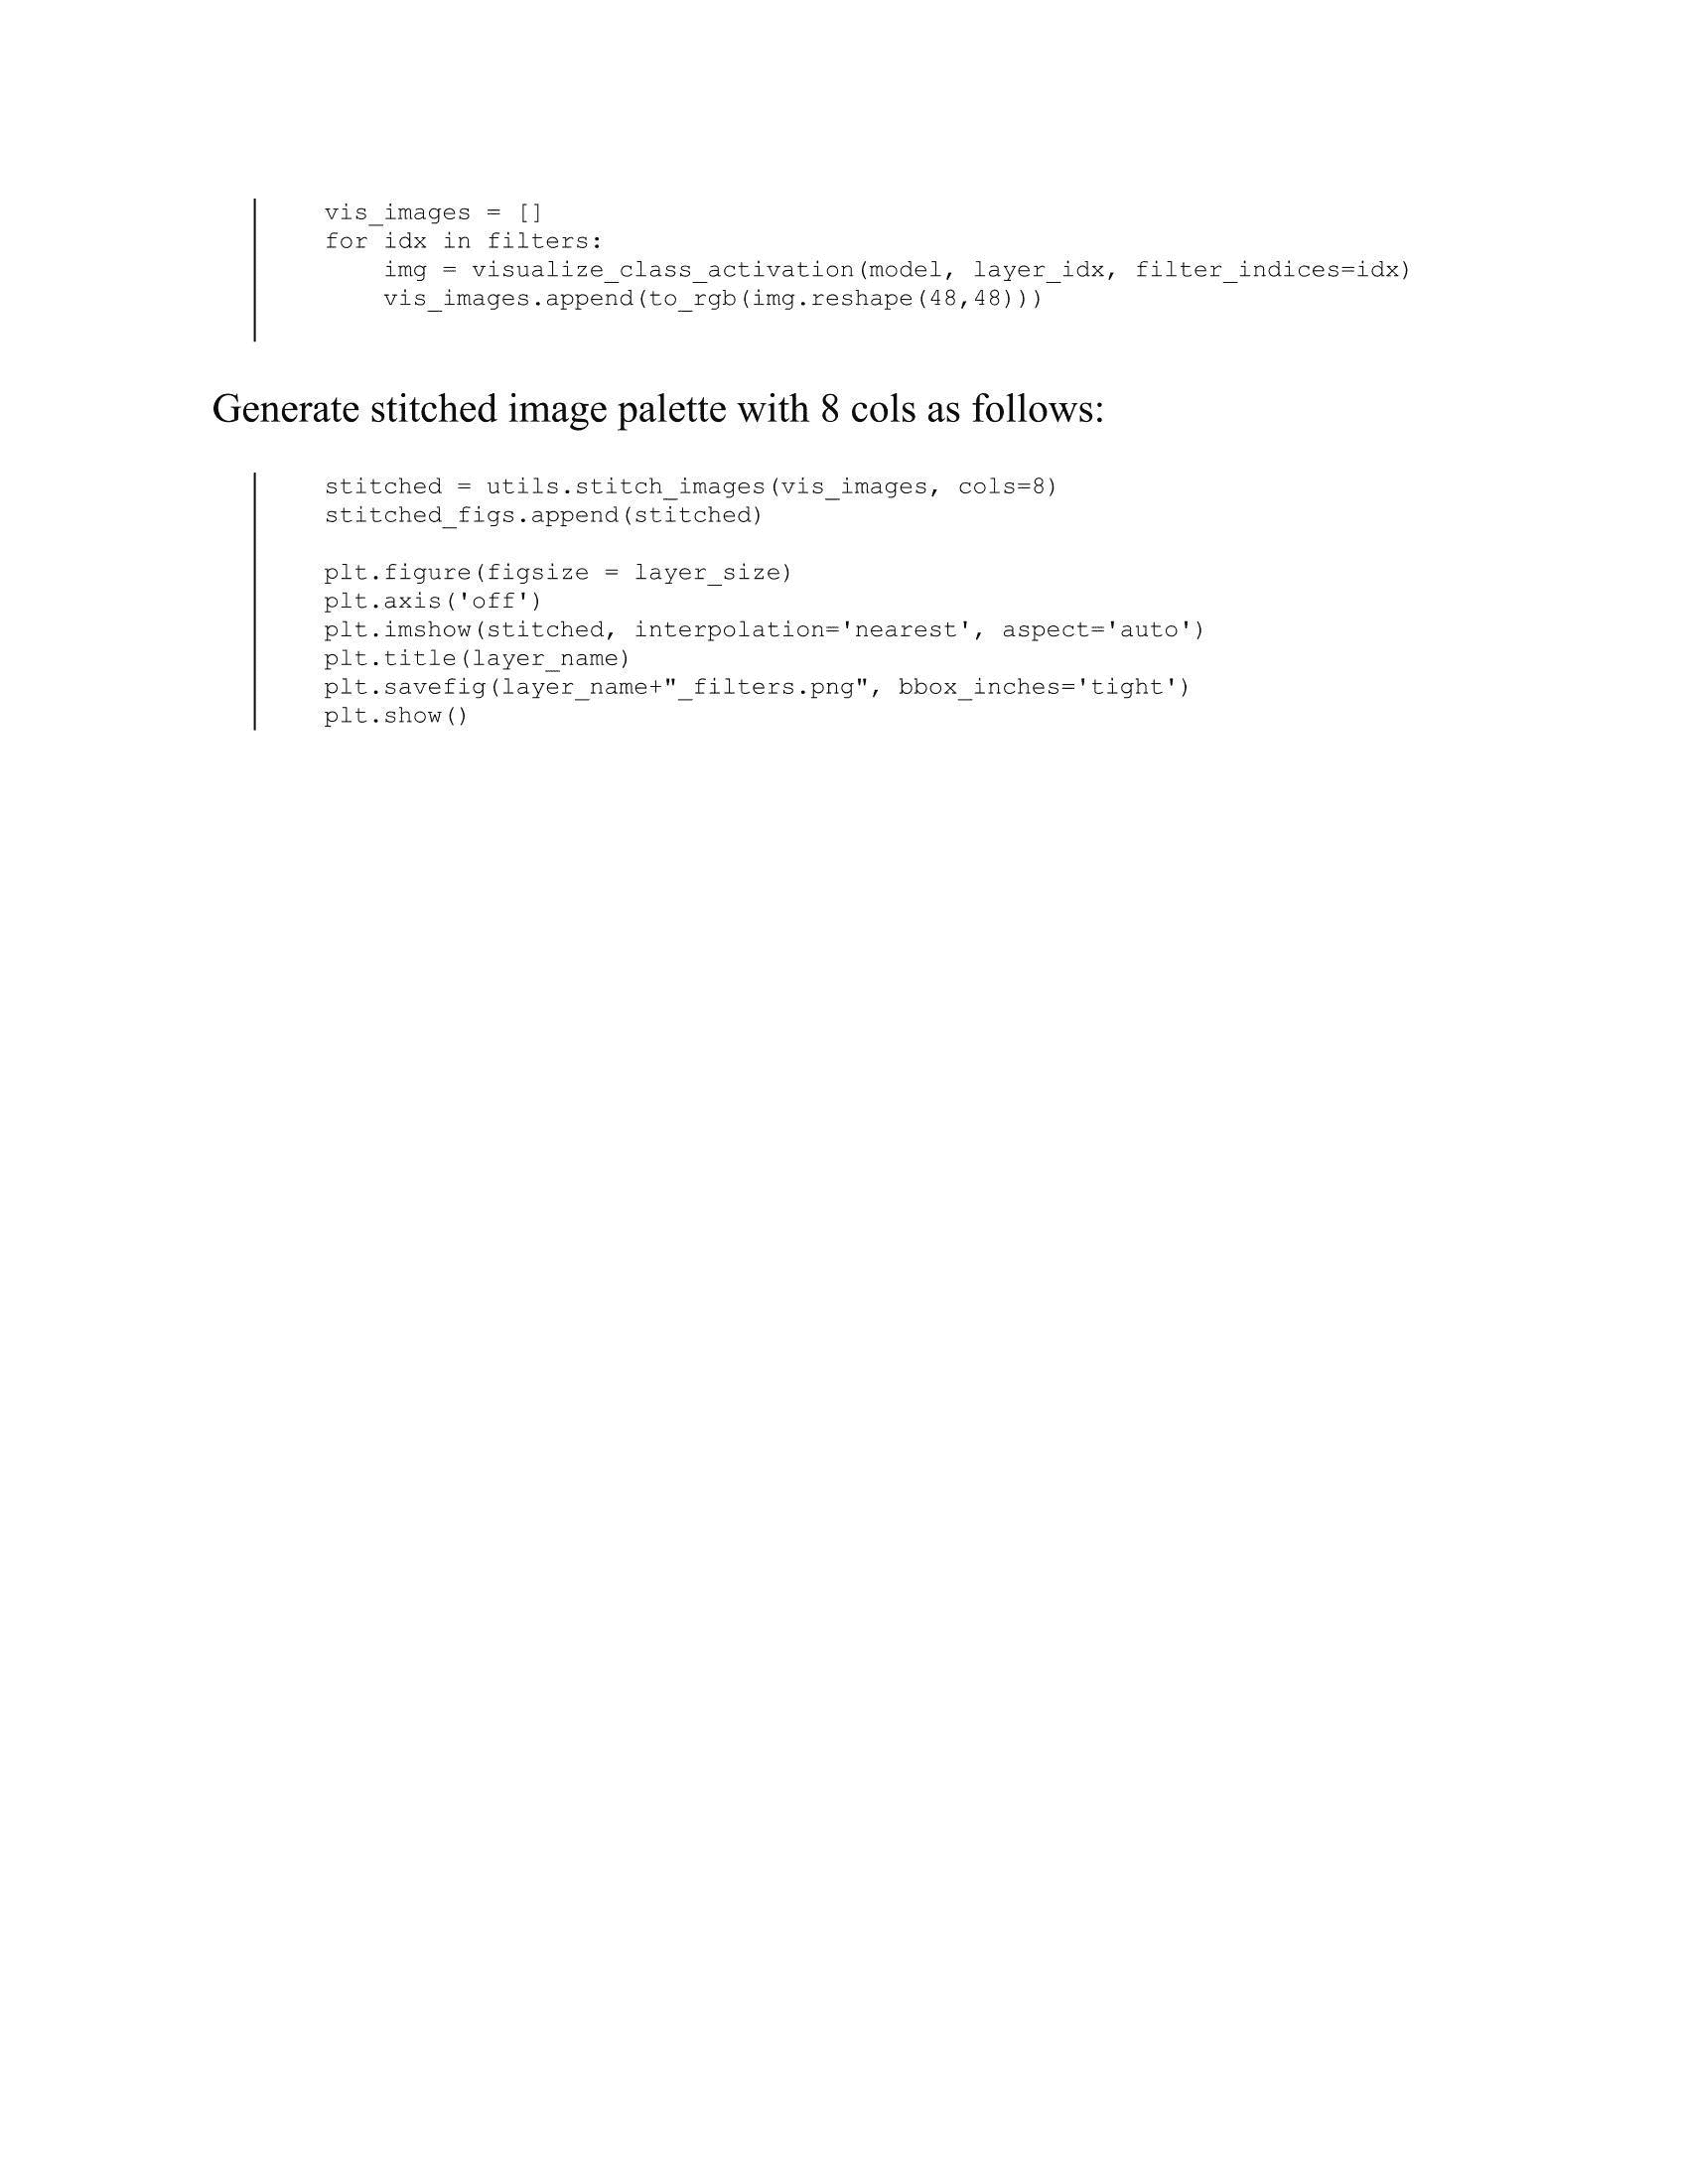 vis_images = []
for idx in filters:
    img = visualize_class_activation(model, layer_idx, filter_indices=idx)
    vis_images.append(to_rgb(img.reshape(48,48)))
Generate stitched image palette with 8 cols as follows:
stitched = utils.stitch_images(vis_images, cols=8)
stitched_figs.append(stitched)
plt.figure(figsize = layer_size)
plt.axis('off')
plt.imshow(stitched, interpolation='nearest', aspect='auto')
plt.title(layer_name)
plt.savefig(layer_name+"_filters.png", bbox_inches='tight')
plt.show()